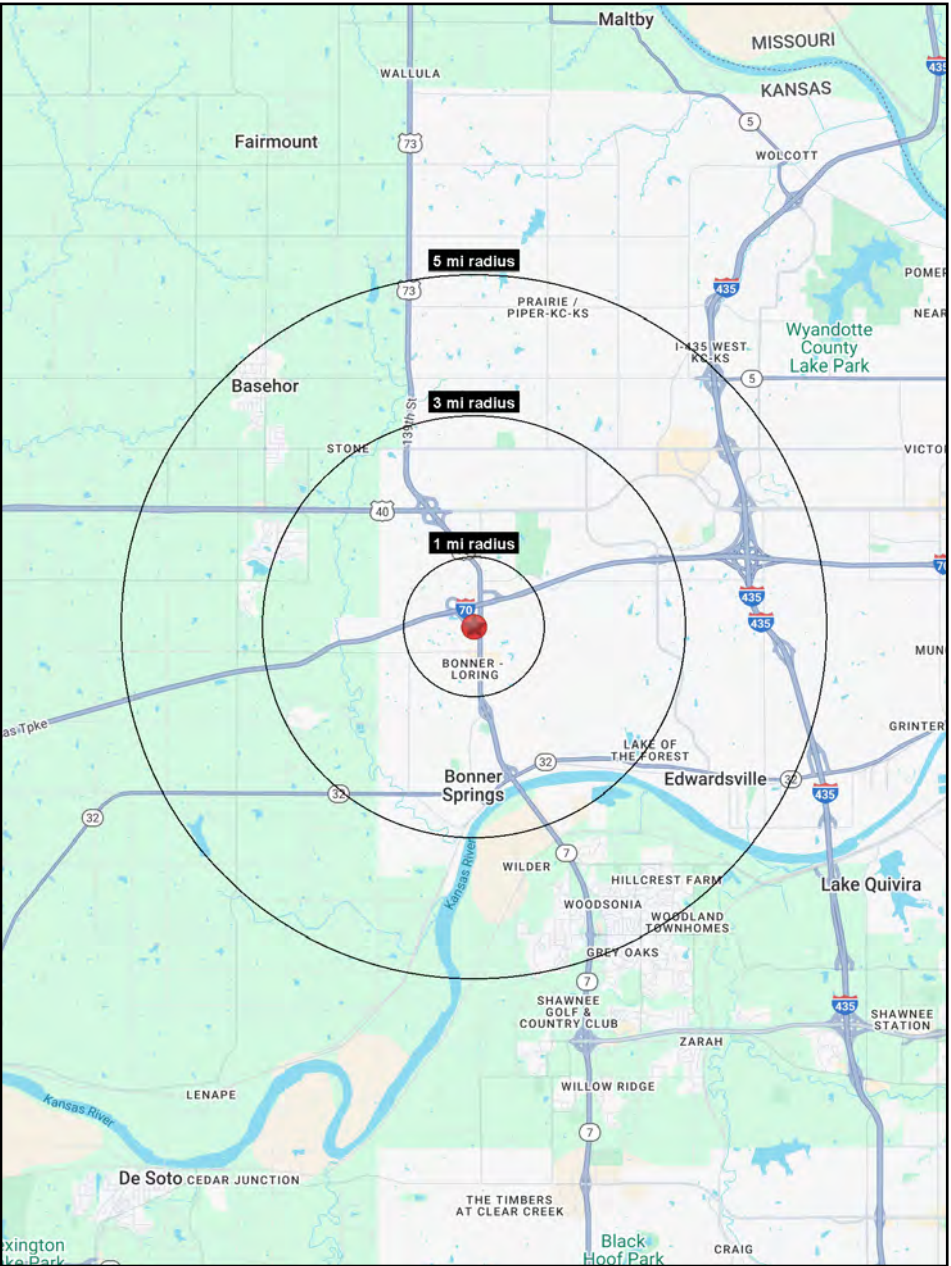 Maltby
MISSOURI
435
WALLULA
KANSAS
5
Fairmount
73
WOLCOTT
5 mi radius
POMER
73
435
PRAIRIE /
PIPER-KC-KS
NEAR
Wyandotte
County
Lake Park
I-435 WEST
KC-KS
5
Basehor
3 mi radius
139th St
STONE
VICTO
40
1 mi radius
70
435
70
435
BONNER -
LORING
MUN
as Tpke
GRINTER
LAKE OF
THE FOREST
32
Bonner
Springs
Edwardsville
32
32
435
32
Kansas River
7
WILDER
HILLCREST FARM
Lake Quivira
WOODSONIA
WOODLAND
TOWNHOMES
GREY OAKS
7
SHAWNEE
GOLF &
COUNTRY CLUB
435
SHAWNEE
STATION
ZARAH
WILLOW RIDGE
LENAPE
Kansas River
7
De Soto
CEDAR JUNCTION
THE TIMBERS
AT CLEAR CREEK
exington
ke Park
Black
Hoof Park
CRAIG